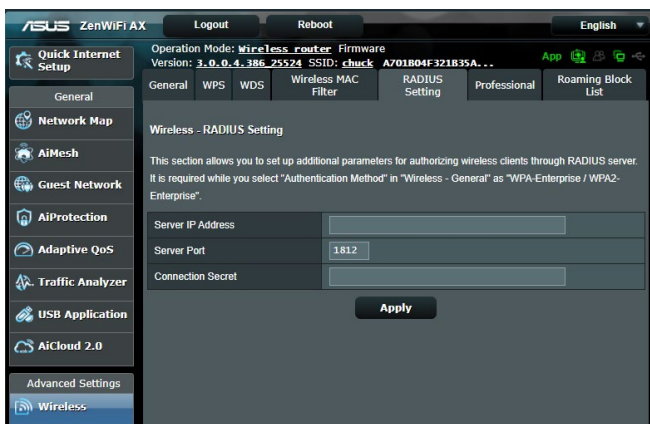 ASUS ZenWiFi AX Logout Reboot English
Quick Internet Setup
General
Network Map
AiMesh
Guest Network
AiProtection
Adaptive QoS
Traffic Analyzer
USB Application
AiCloud 2.0
Advanced Settings
Wireless
Operation Mode: Wireless router Firmware
Version: 3.0.0.4.386_25524 SSID: chuck A701B04F321B35A...
App
General WPS WDS Wireless MAC Filter RADIUS Setting Professional Roaming Block List
Wireless - RADIUS Setting
This section allows you to set up additional parameters for authorizing wireless clients through RADIUS server.
It is required while you select "Authentication Method" in "Wireless - General" as "WPA-Enterprise / WPA2-
Enterprise".
Server IP Address
Server Port 1812
Connection Secret
Apply